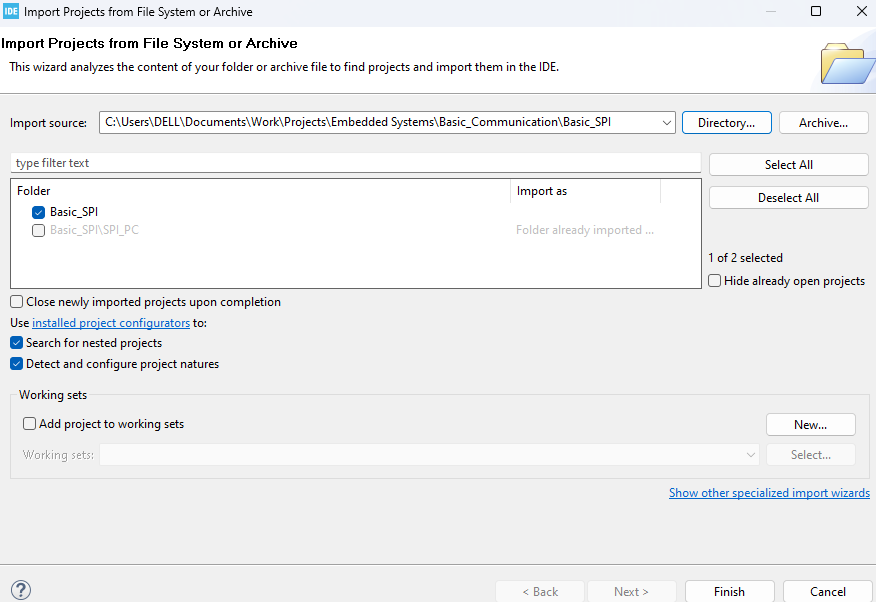 IDE Import Projects from File System or Archive
Import Projects from File System or Archive
This wizard analyzes the content of your folder or archive file to find projects and import them in the IDE.
Import source: C:\Users\DELL\Documents\Work\Projects\Embedded Systems\Basic_Communication\Basic_SPI Directory... Archive...
type filter text Select All
Folder Import as
Deselect All
Basic_SPI
Basic_SPI\SPI_PC Folder already imported ...
1 of 2 selected
Hide already open projects
Close newly imported projects upon completion
Use installed project configurators to:
Search for nested projects
Detect and configure project natures
Working sets
Add project to working sets New...
Working sets: Select...
Show other specialized import wizards
? < Back Next > Finish Cancel